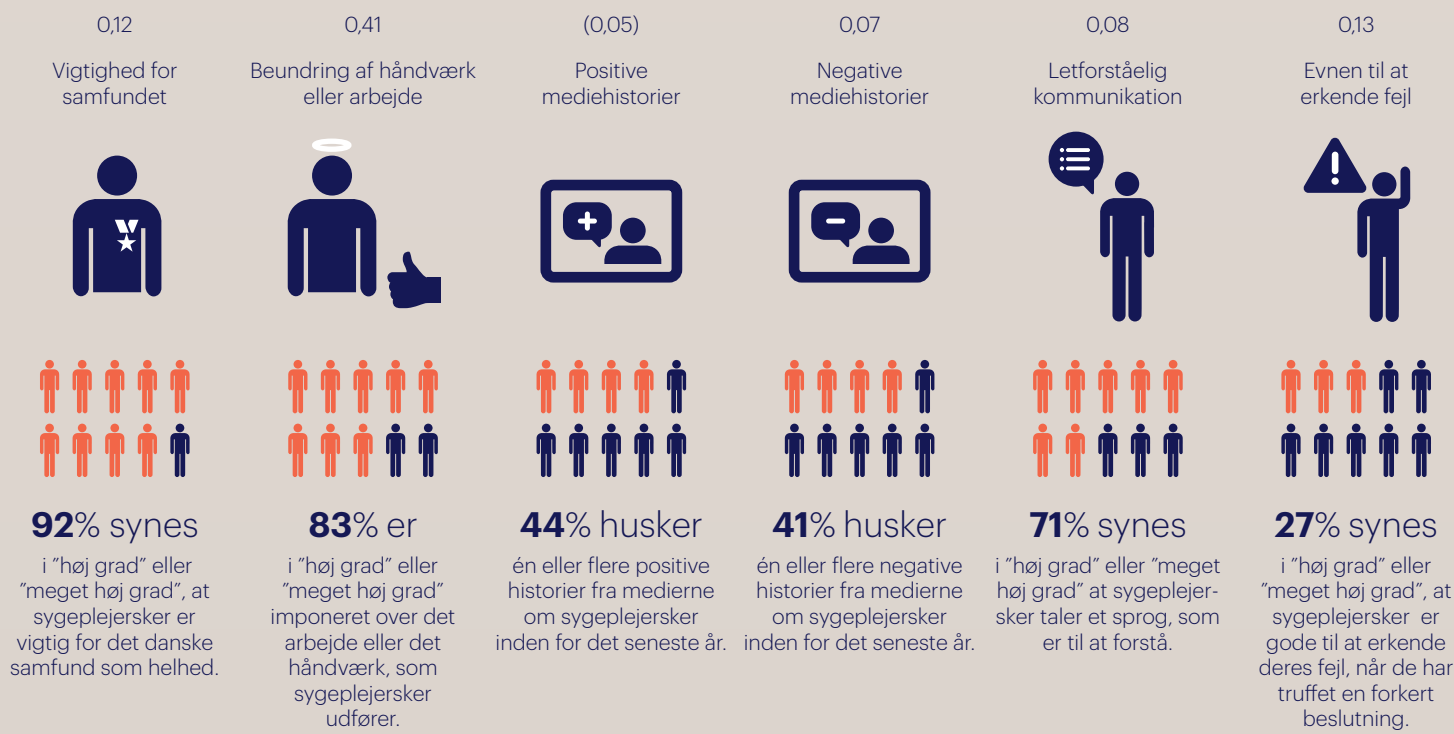 0,12
Vigtighed for
samfundet
92% synes
i ”høj grad” eller
”meget høj grad”, at
sygeplejersker er
vigtig for det danske
samfund som helhed.
0,41
Beundring af håndværk
eller arbejde
83% er
i ”høj grad” eller
”meget høj grad”
imponeret over det
arbejde eller det
håndværk, som
sygeplejersker
udfører.
(0,05)
Positive
mediehistorier
44% husker
én eller flere positive
historier fra medierne
om sygeplejersker
inden for det seneste år.
0,07
Negative
mediehistorier
41% husker
én eller flere negative
historier fra medierne
om sygeplejersker
inden for det seneste år.
0,08
Letforståelig
kommunikation
71% synes
i ”høj grad” eller ”meget
høj grad” at sygeplejer-
sker taler et sprog, som
er til at forstå.
0,13
Evnen til at
erkende fejl
27% synes
i ”høj grad” eller
”meget høj grad”, at
sygeplejersker er
gode til at erkende
deres fejl, når de har
truffet en forkert
beslutning.